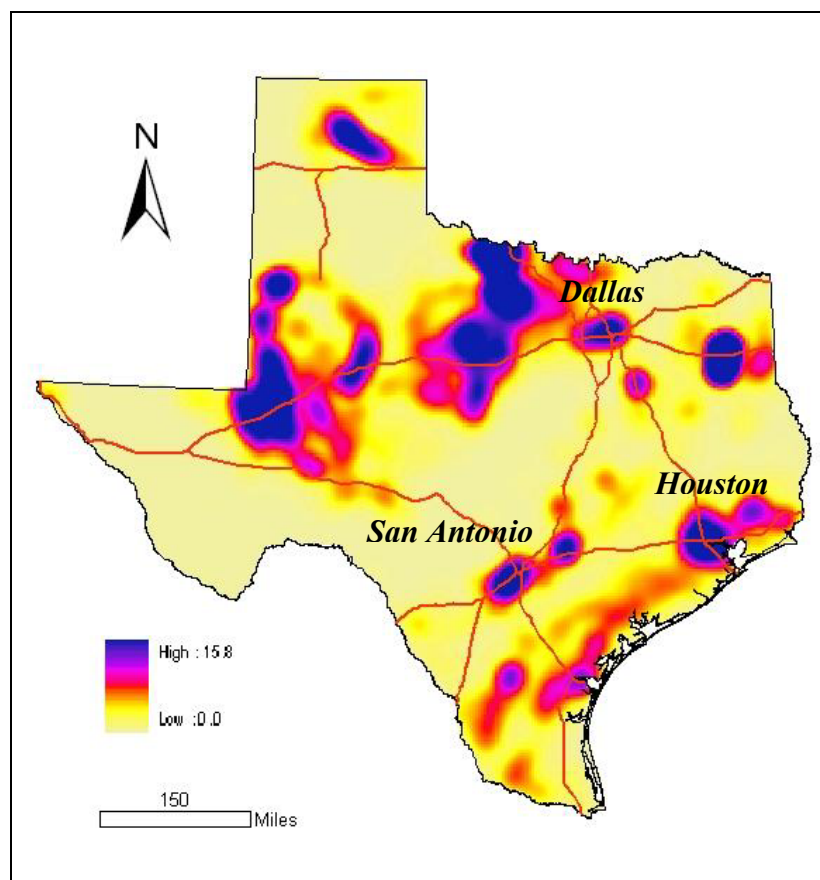 N
Dallas
Houston
San Antonio
High : 15.8
Low : 0.0
150
Miles